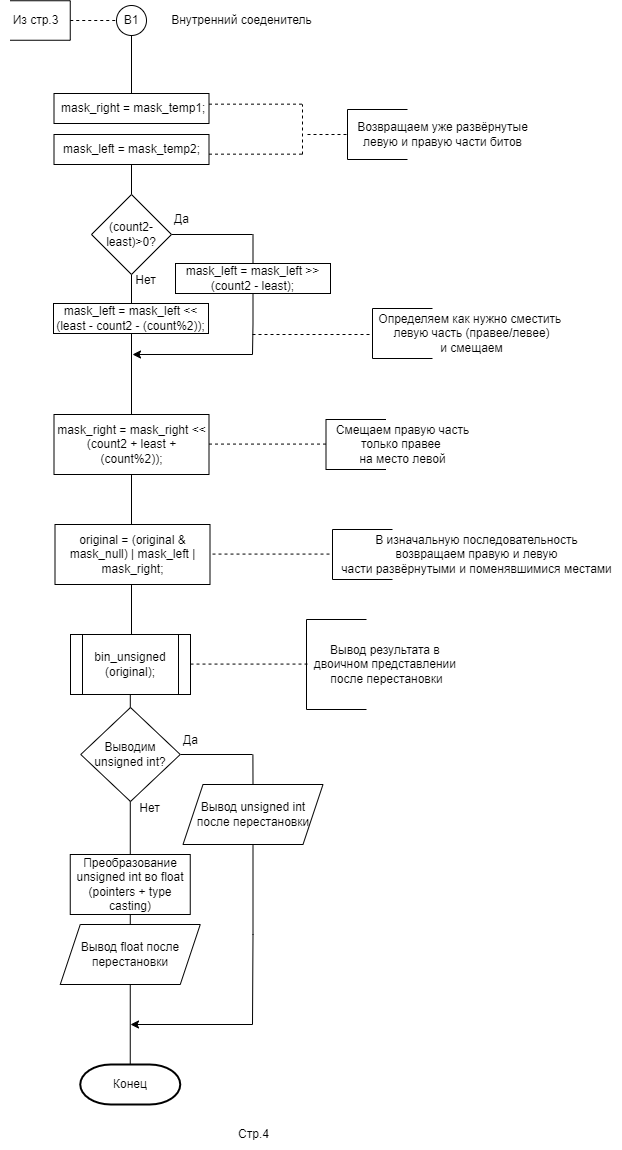 Из стр.3
В1
Внутренний соеденитель
mask_right = mask_temp1;
mask_left = mask_temp2;
Возвращаем уже развёрнутые
левую и правую части битов
(count2-
least)>0?
Да
Нет
mask_left = mask_left >>
(count2 - least);
mask_left = mask_left <<
(least - count2 - (count%2));
Определяем как нужно сместить
левую часть (правее/левее)
и смещаем
mask_right = mask_right <<
(count2 + least +
(count%2));
Смещаем правую часть
только правее
на место левой
original = (original &
mask_null) | mask_left |
mask_right;
В изначальную последовательность
возвращаем правую и левую
части развёрнутыми и поменявшимися местами
bin_unsigned
(original);
Вывод результата в
двоичном представлении
после перестановки
Выводим
unsigned int?
Да
Нет
Вывод unsigned int
после перестановки
Преобразование
unsigned int во float
(pointers + type
casting)
Вывод float после
перестановки
Конец
Стр.4